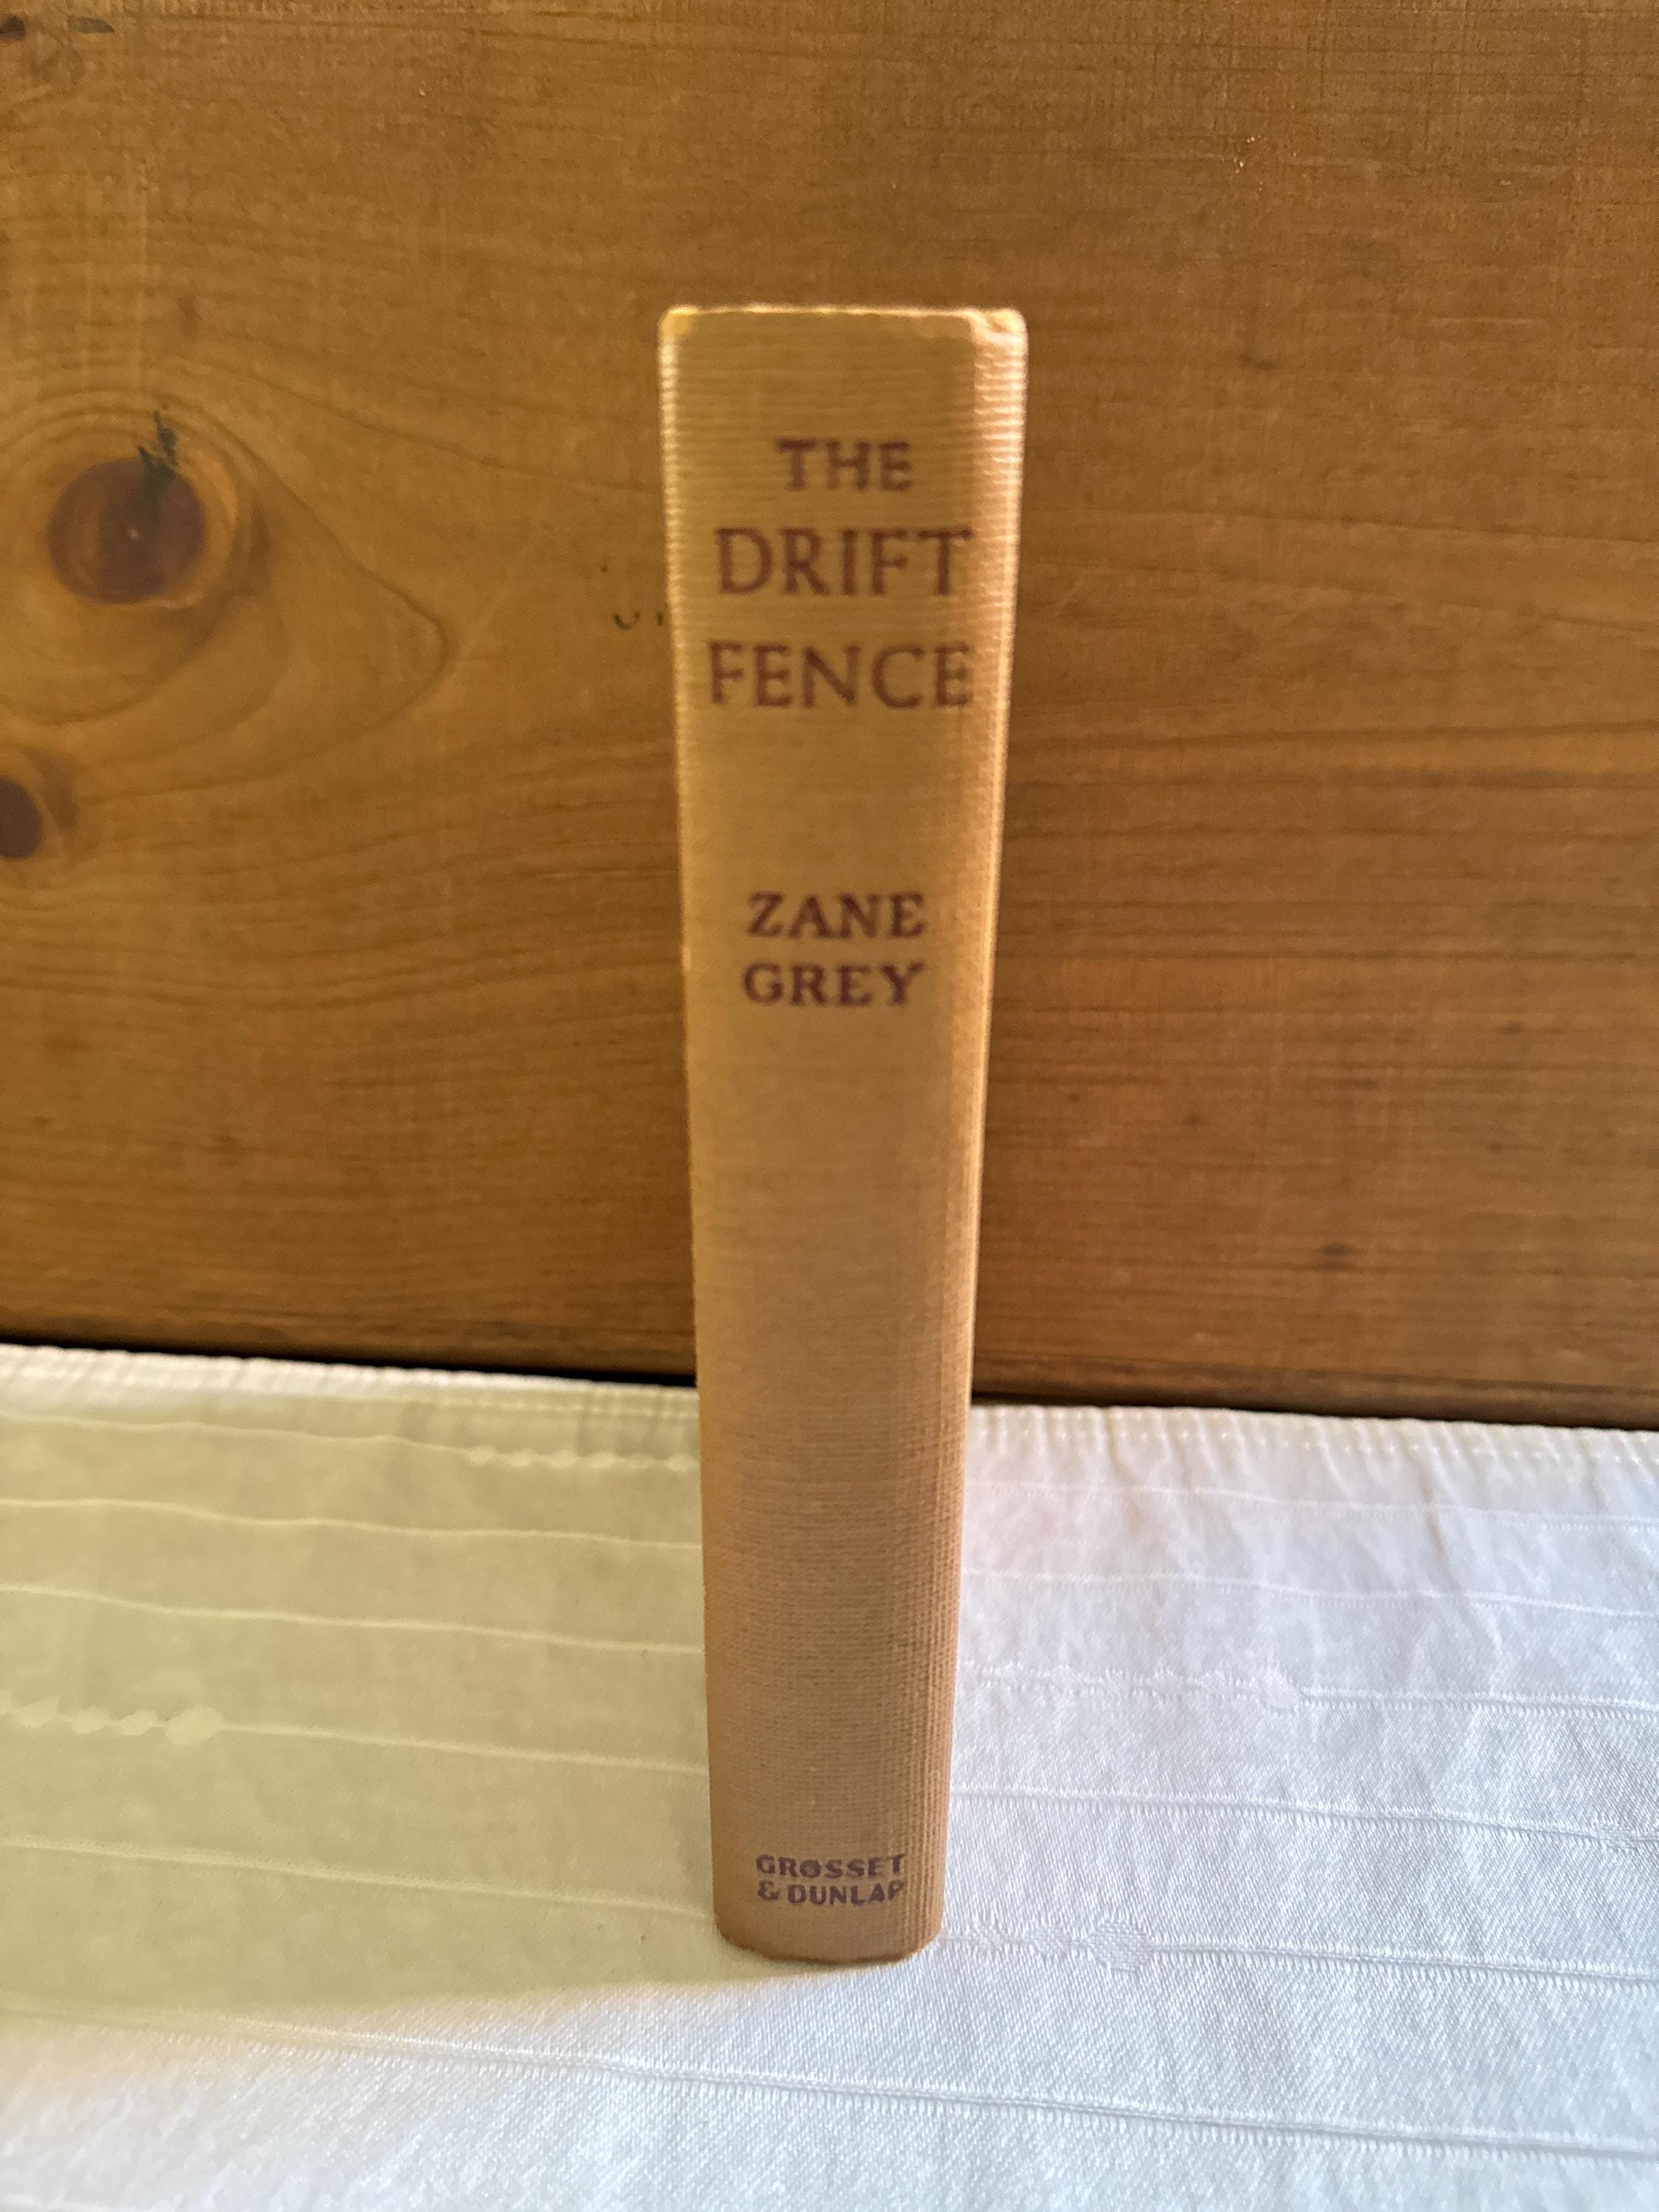 THE
DRIFT
FENCE
ZANE
GREY
GROSSET
& DUNLAP